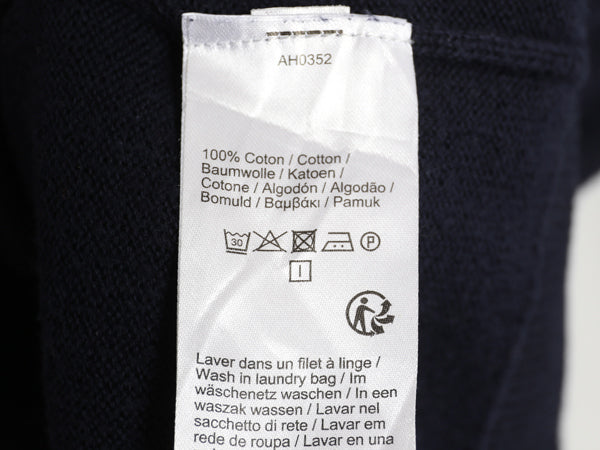 AH0352
100% Coton / Cotton /
Baumwolle / Katoen /
Cotone / Algodón / Algodão /
Bomuld / Βαμβάκι / Pamuk
30
P
Laver dans un filet à linge /
Wash in laundry bag / Im
wäschenetz waschen / In een
waszak wassen / Lavar nel
sacchetto di rete / Lavar em
rede de roupa / Lavar en una